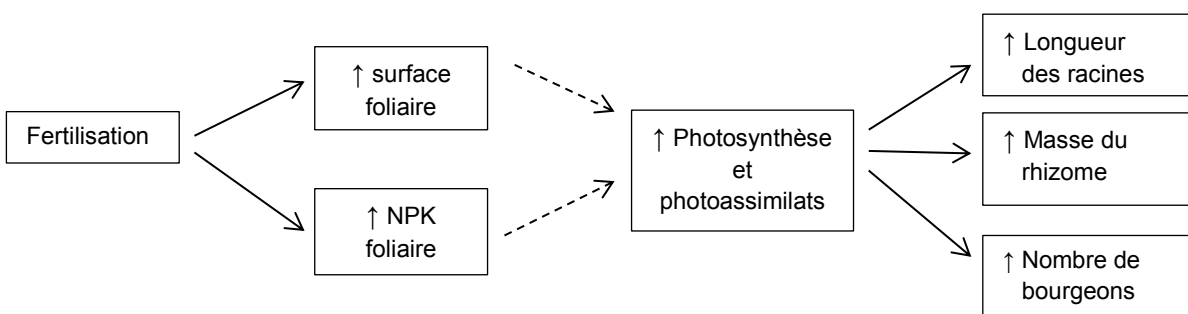 Fertilisation
↑ surface
foliaire
↑ NPK
foliaire
↑ Photosynthèse
et
photoassimilats
↑ Longueur
des racines
↑ Masse du
rhizome
↑ Nombre de
bourgeons